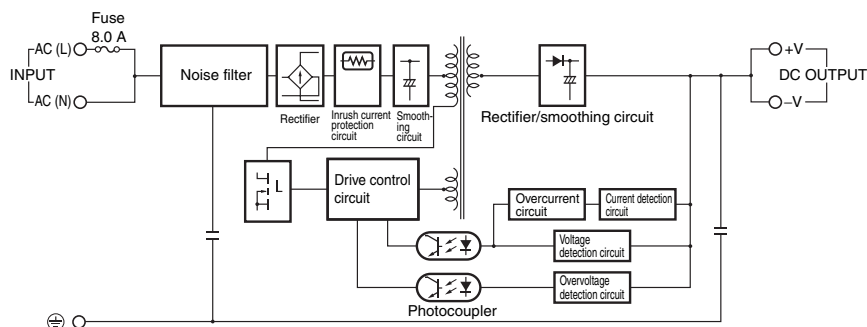 Fuse
8.0 A
AC (L)
INPUT
AC (N)
Noise filter
Rectifier
Inrush current
protection
circuit
Smooth-
ing
circuit
Rectifier/smoothing circuit
+V
DC OUTPUT
–V
Drive control
circuit
Overcurrent
circuit
Current detection
circuit
Voltage
detection circuit
Overvoltage
detection circuit
Photocoupler